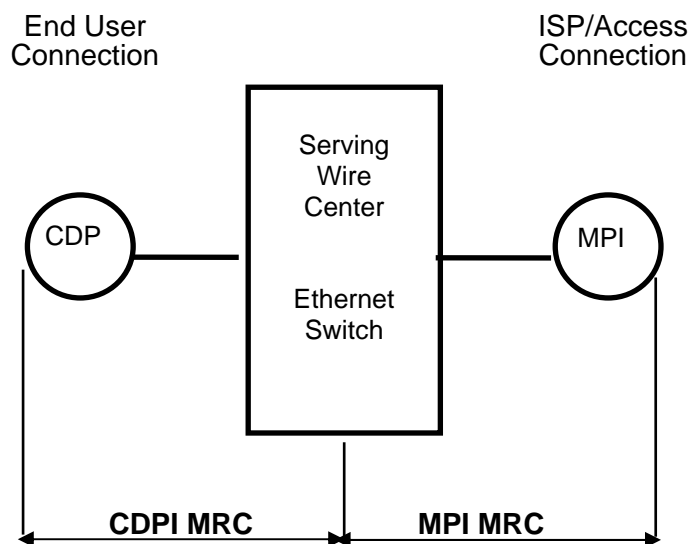 End User
Connection
ISP/Access
Connection
Serving
Wire
Center
CDP
MPI
Ethernet
Switch
CDPI MRC
MPI MRC